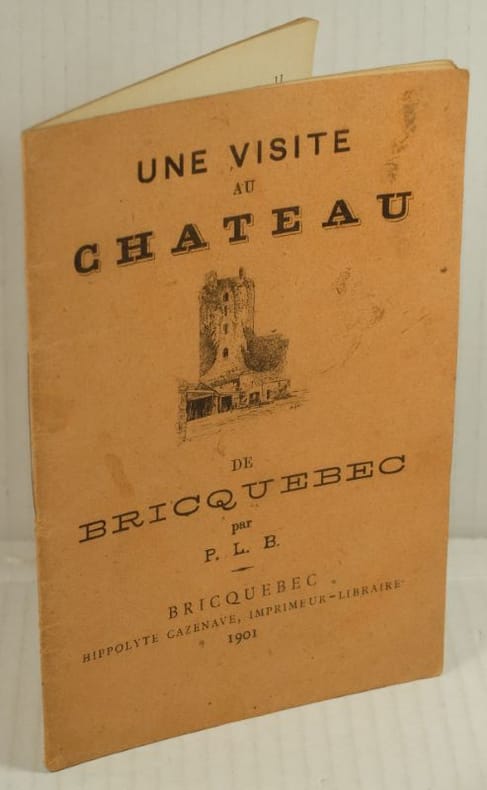 UNE VISITE
AU
CHATEAU
DE
BRICQUEBEC
par
P. L. B.
BRICQUEBEC
HIPPOLYTE CAZENAVE, IMPRIMEUR-LIBRAIRE
1901